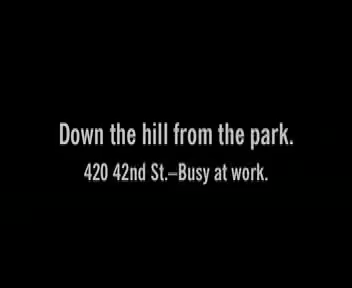 Down the hill from the park.
420 42nd St.–Busy at work.